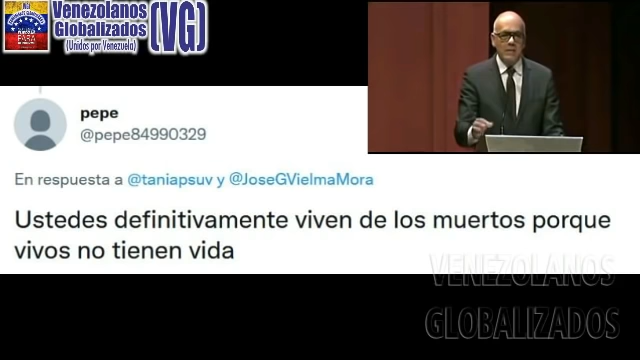 Venezolanos
Globalizados
(Unidos por Venezuela)
(VG)
pepe
@pepe84990329
En respuesta a @taniapsuv y @JoseGVielmaMora
Ustedes definitivamente viven de los muertos porque
vivos no tienen vida
VENEZOLANOS
GLOBALIZADOS